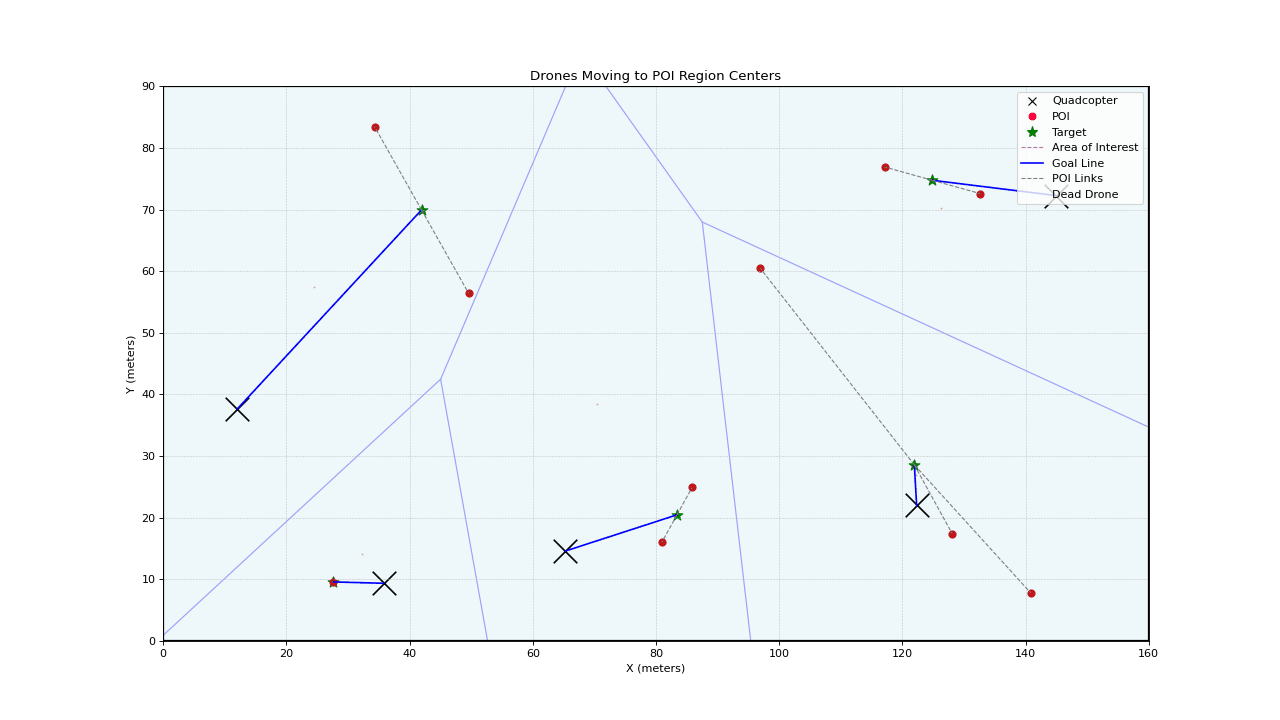 Drones Moving to POI Region Centers
Quadcopter
POI
Target
Area of Interest
Goal Line
POI Links
Dead Drone
90
80
70
60
50
40
30
20
10
0
Y (meters)
0 20 40 60 80 100 120 140 160
X (meters)